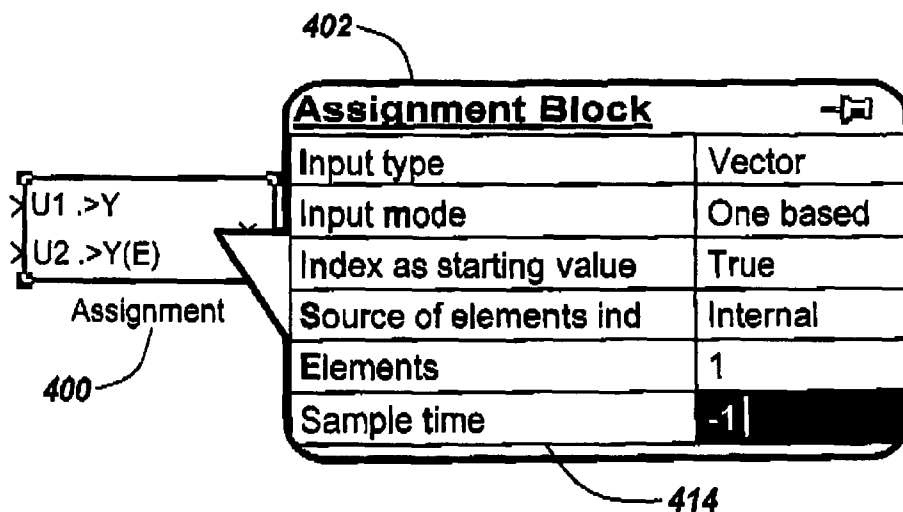 402
Assignment Block
Input type Vector
Input mode One based
U1 .>Y
Index as starting value True
U2 .>Y(E)
Source of elements ind Internal
Assignment
Elements 1
400
Sample time -1
414